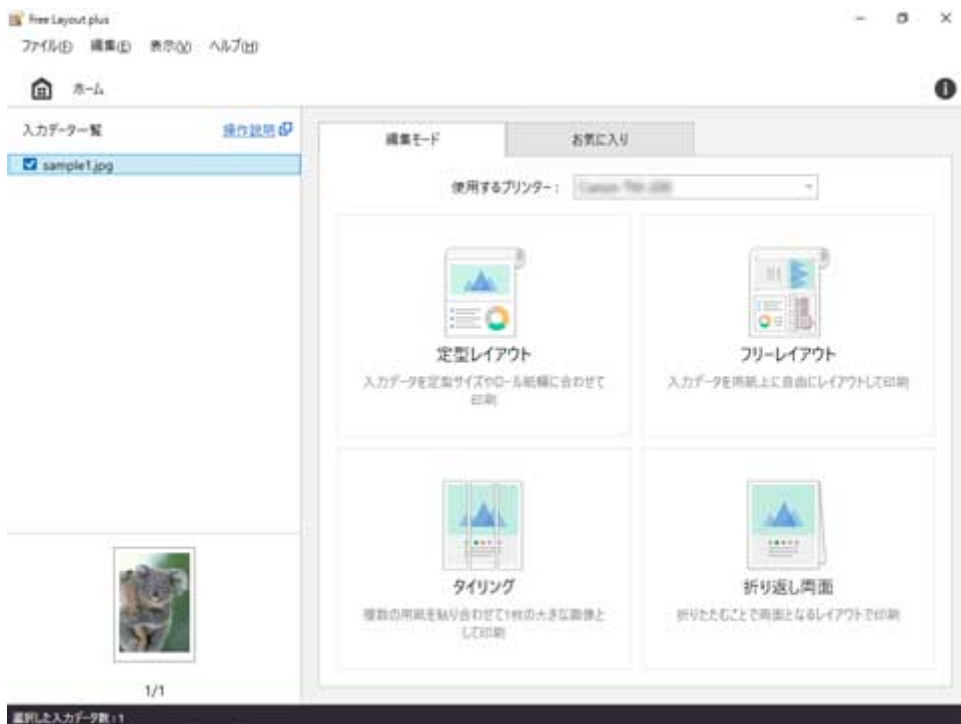 Free Layout plus
ファイル(F) 編集(E) 表示(V) ヘルプ(H)
ホーム
入力データ一覧 操作説明
sample1.jpg
編集モード お気に入り
使用するプリンター：
定型レイアウト
入力データを定型サイズやロール紙幅に合わせて
印刷
フリーレイアウト
入力データを用紙上に自由にレイアウトして印刷
タイリング
複数の用紙を貼り合わせて1枚の大きな画像と
して印刷
折り返し両面
折りたたむことで両面となるレイアウトで印刷
1/1
選択した入力データ数：1